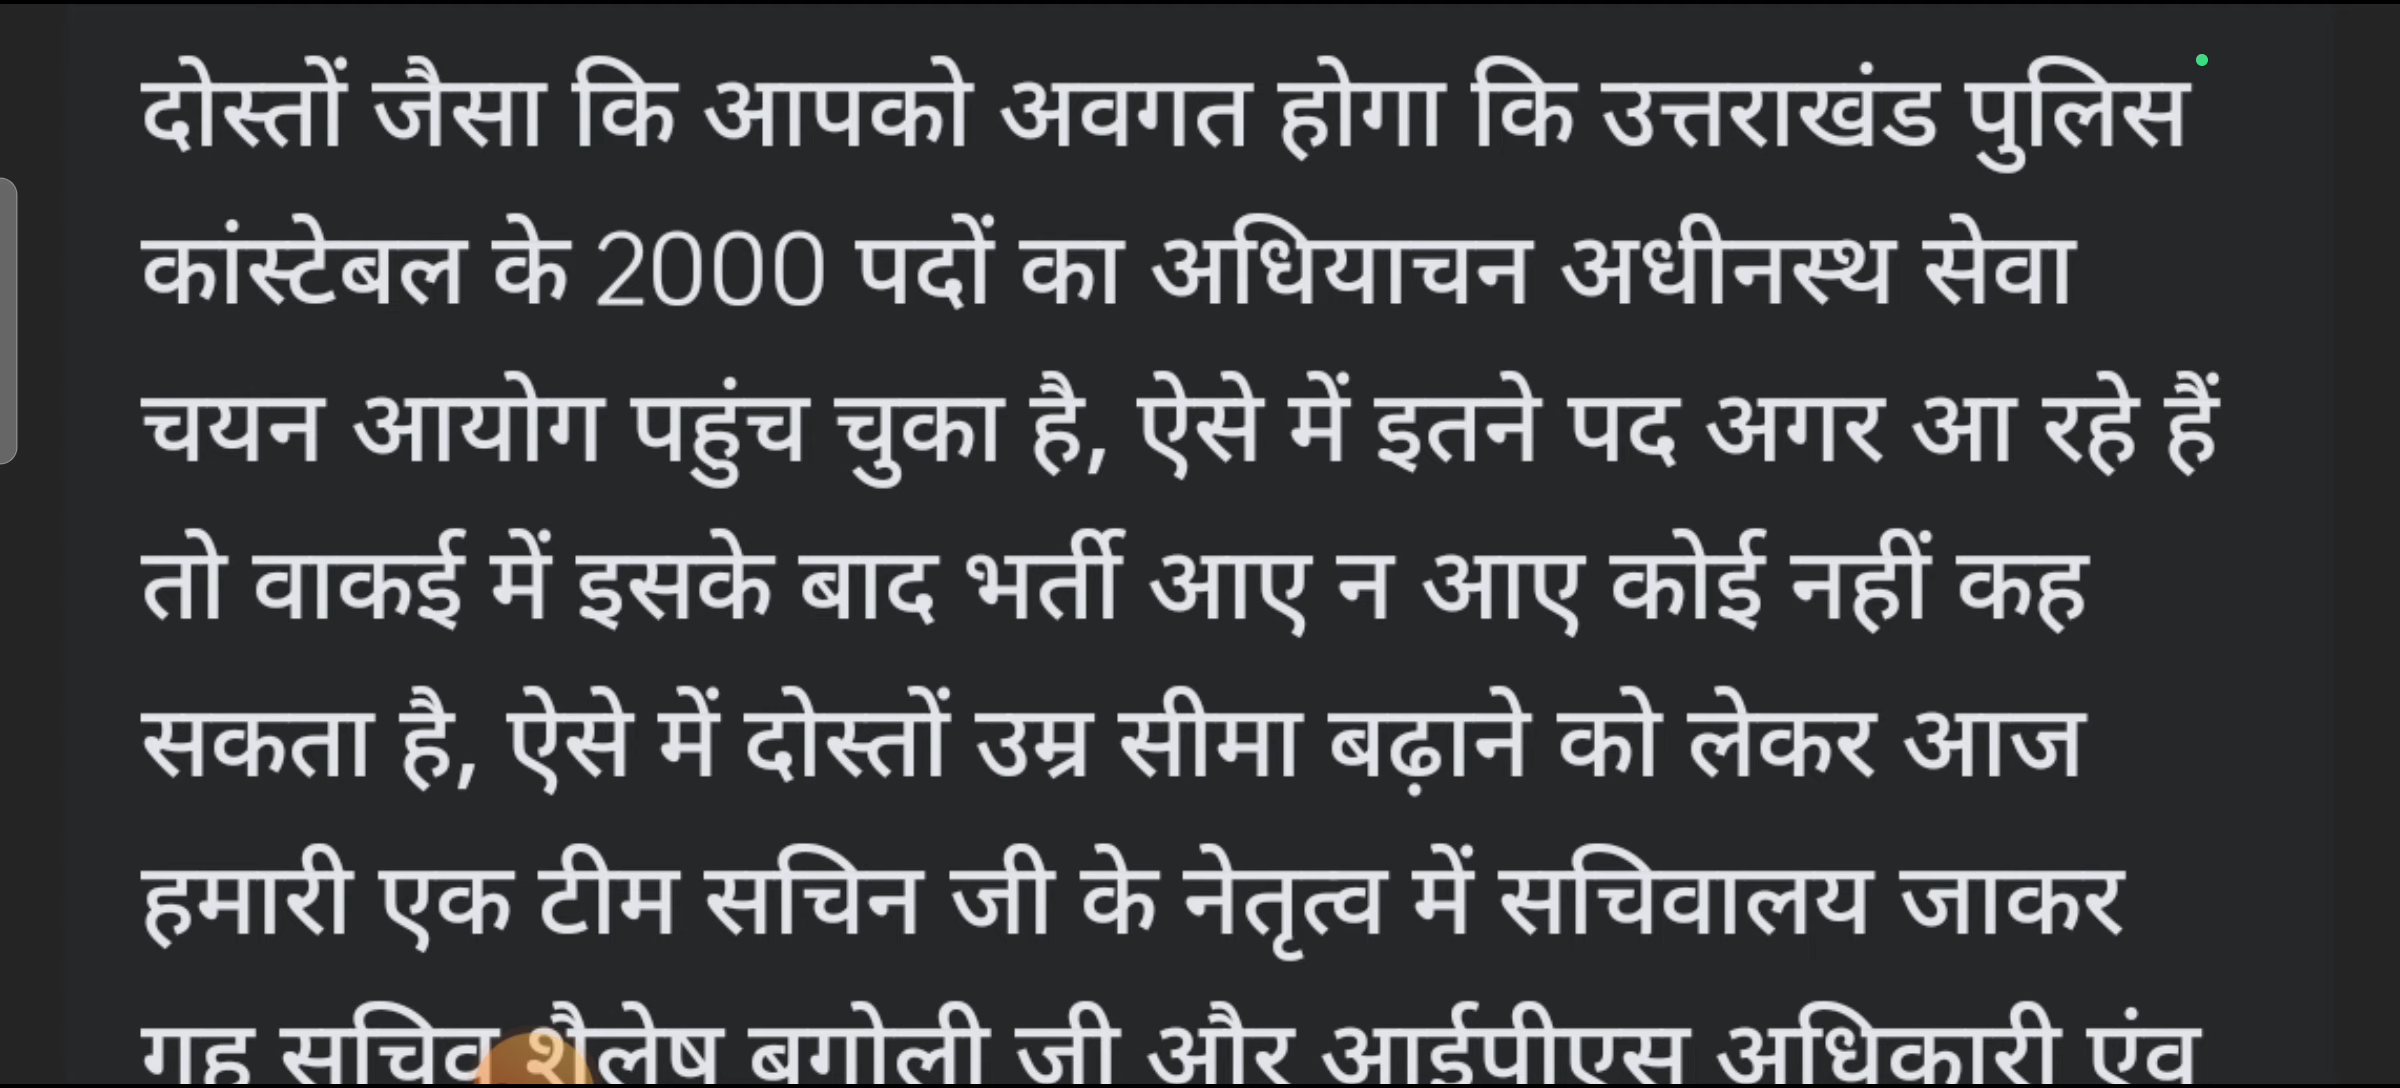 दोस्तों जैसा कि आपको अवगत होगा कि उत्तराखंड पुलिस
कांस्टेबल के 2000 पदों का अधियाचन अधीनस्थ सेवा
चयन आयोग पहुंच चुका है, ऐसे में इतने पद अगर आ रहे हैं
तो वाकई में इसके बाद भर्ती आए न आए कोई नहीं कह
सकता है, ऐसे में दोस्तों उम्र सीमा बढ़ाने को लेकर आज
हमारी एक टीम सचिन जी के नेतृत्व में सचिवालय जाकर
गृह सचिव शैलेष बगोली जी और आईपीएस अधिकारी एंव